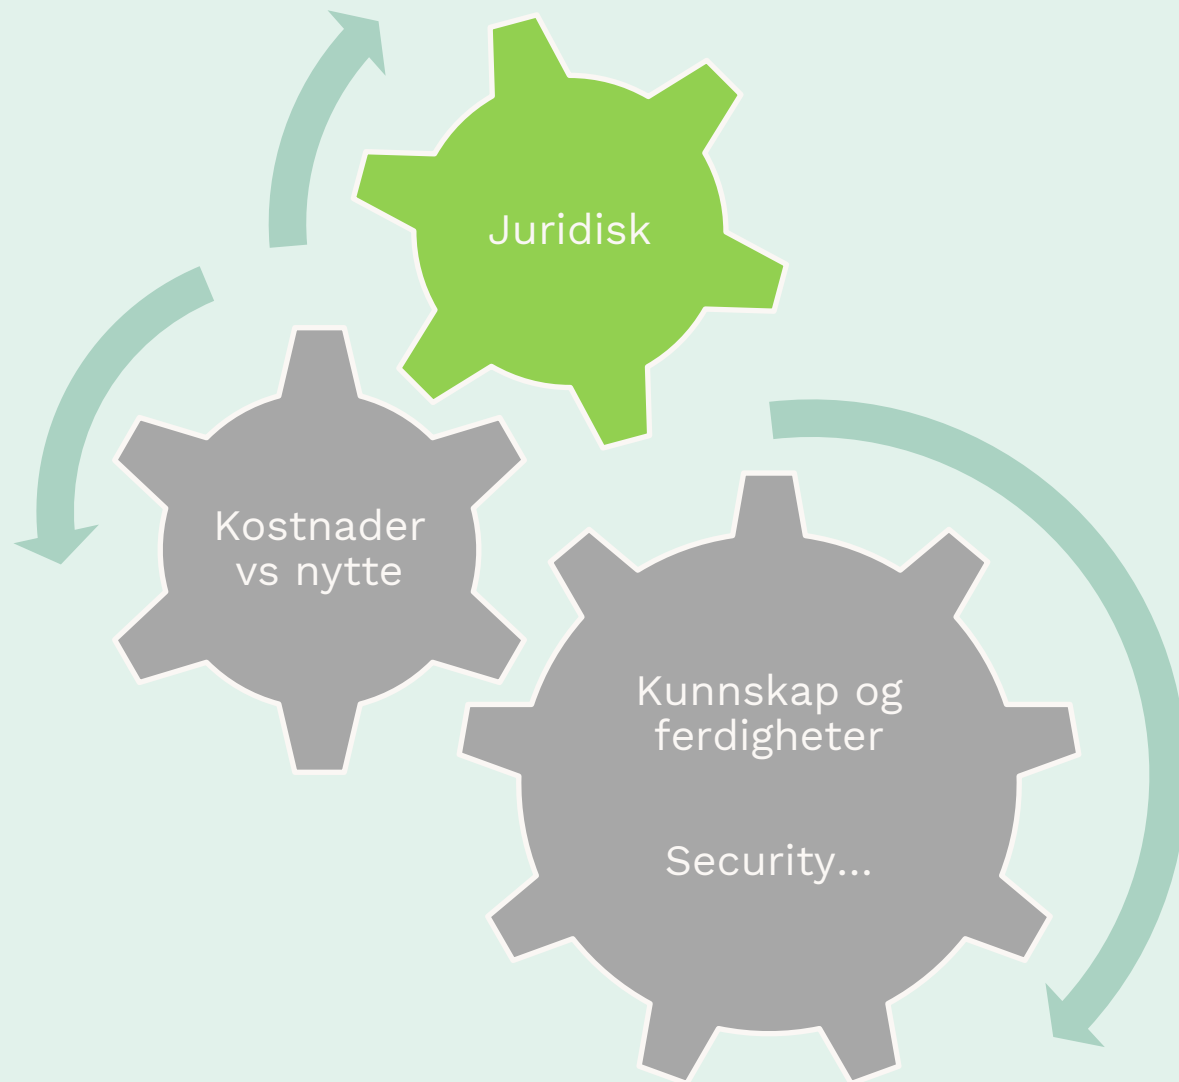 Juridisk
Kostnader
vs nytte
Kunnskap og
ferdigheter
Security...